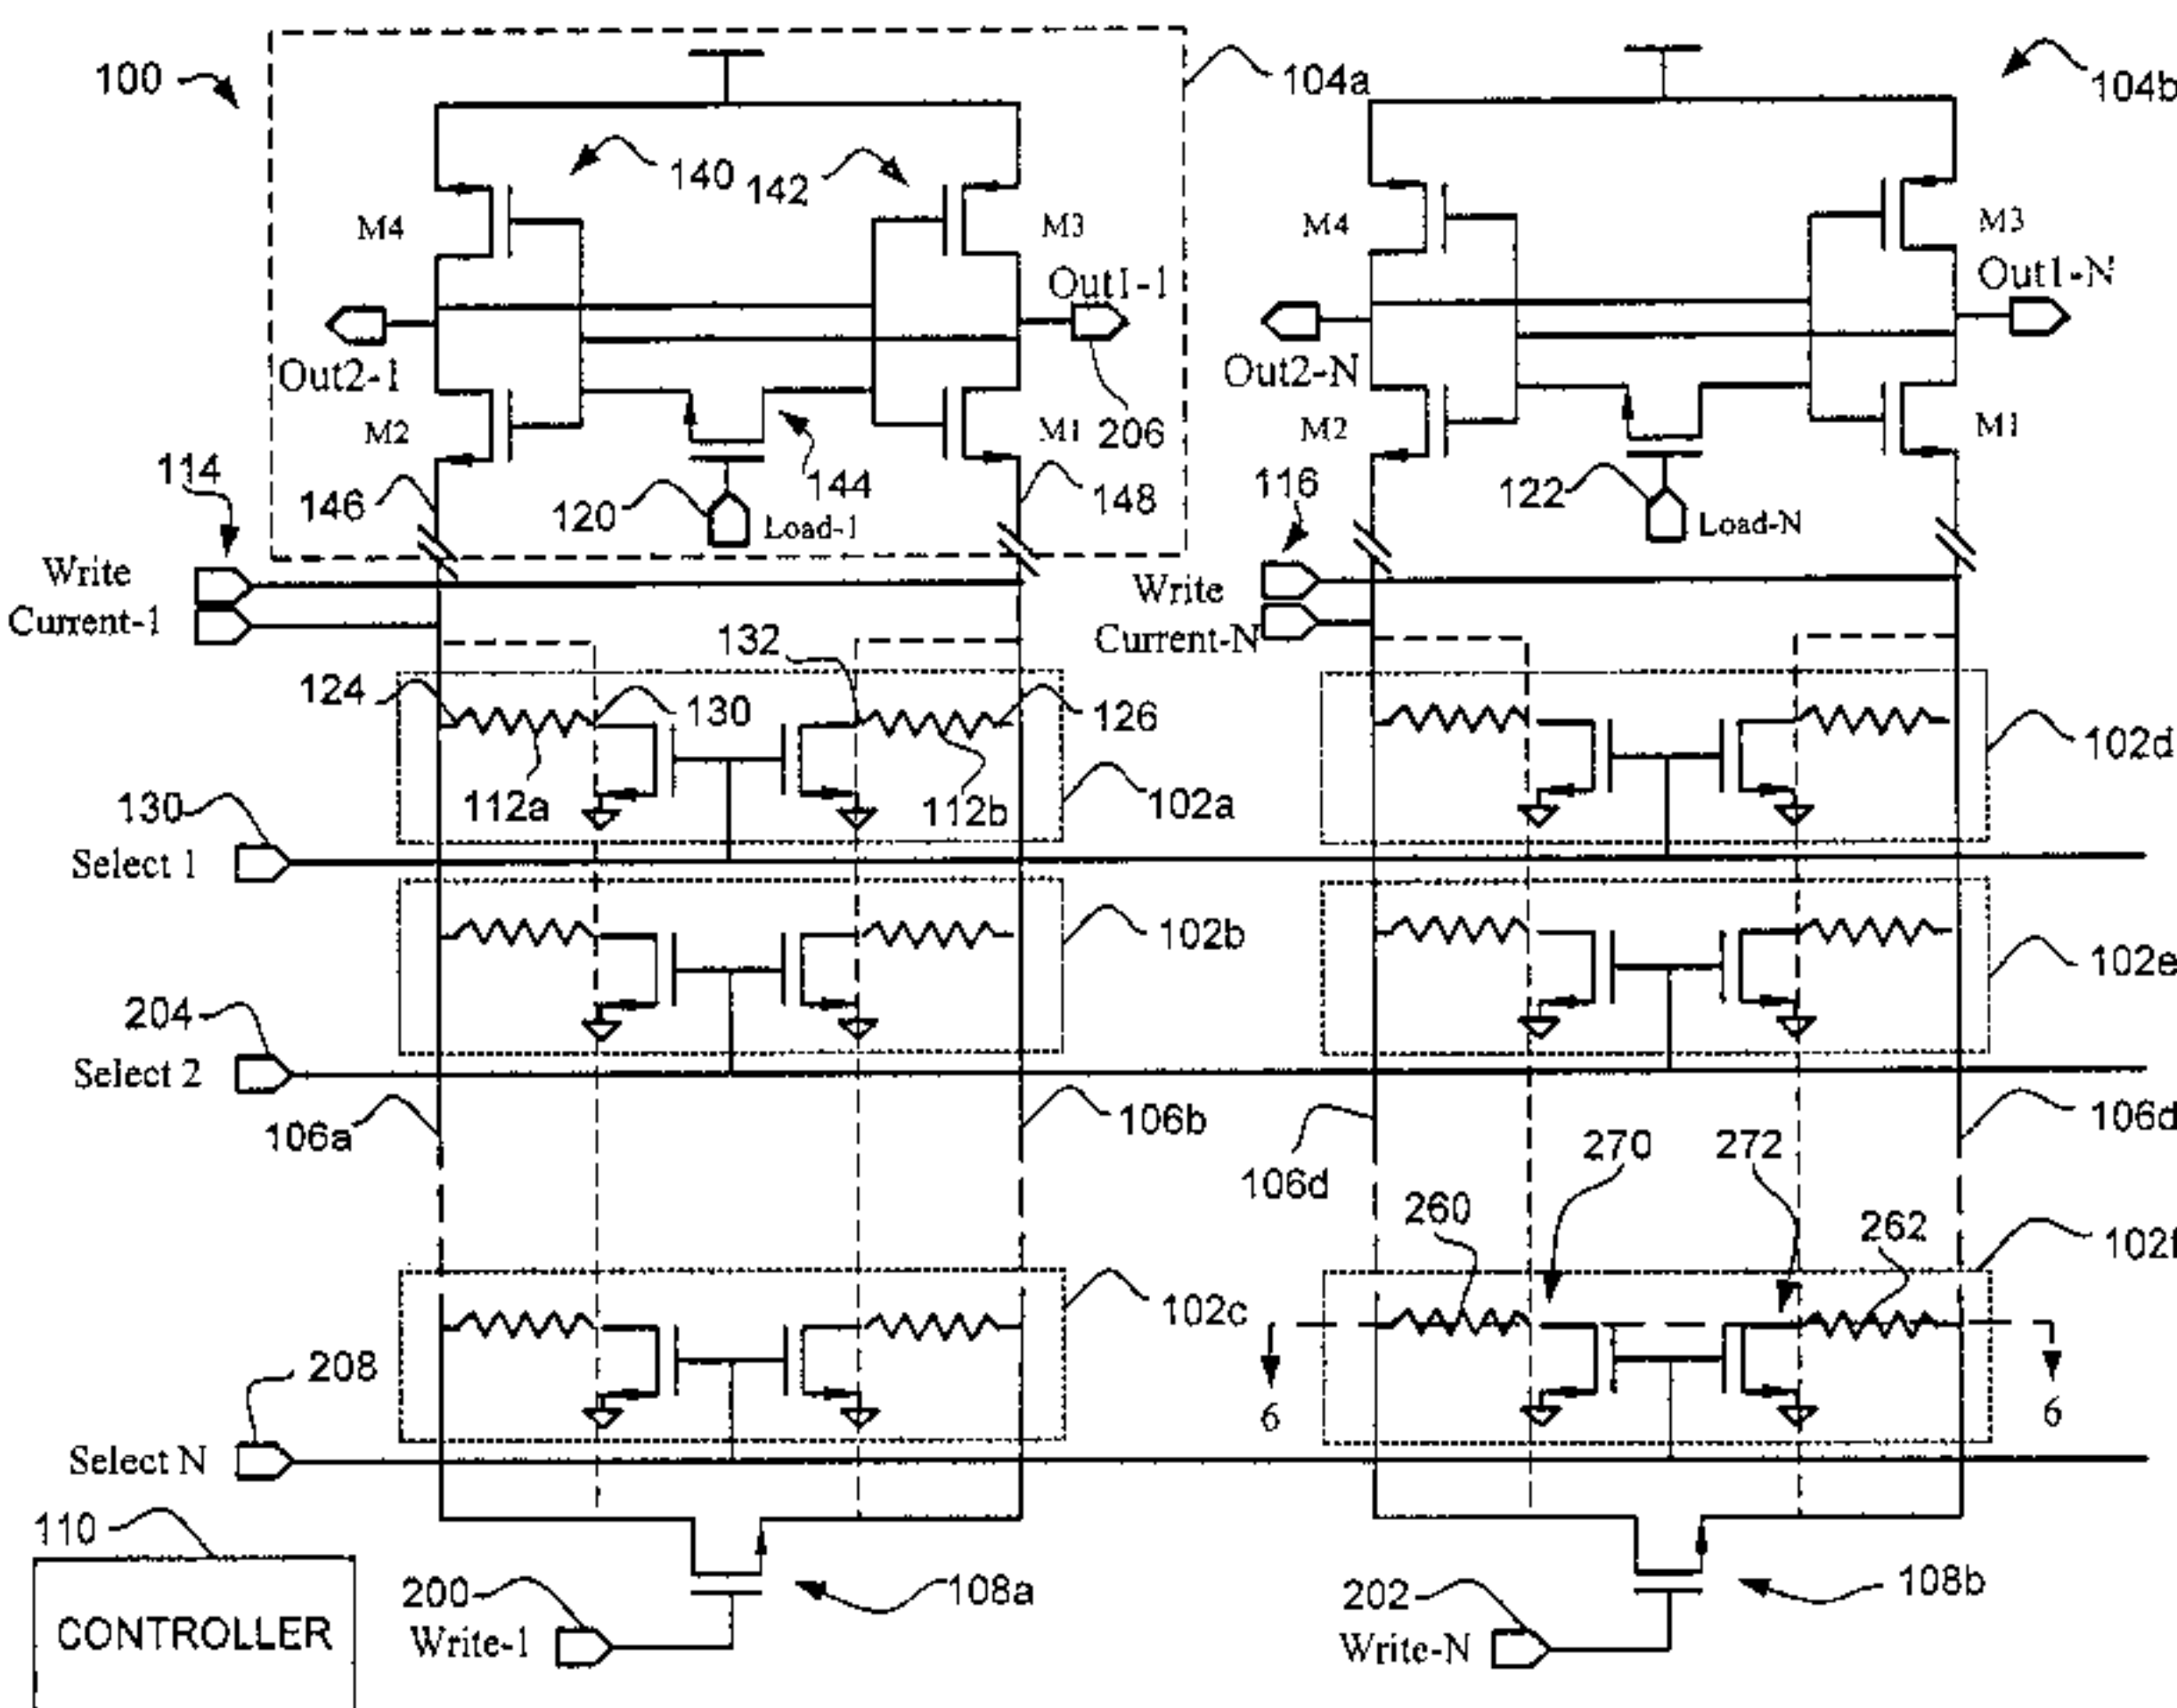 100
104a
104b
140 142
M4
M3
M4
M3
Out1-1
Out1-N
Out2-1
Out2-N
M2
M1 206
M2
M1
114
146
120
144
Load-1
148
116
122
Load-N
Write
Current-1
Write
Current-N
124
130
132
126
112a
112b
102a
102d
130
Select 1
102b
102e
204
Select 2
106a
106b
106d
106d
270
272
260
262
102f
102c
208
6
6
Select N
110
CONTROLLER
200
Write-1
108a
202
Write-N
108b